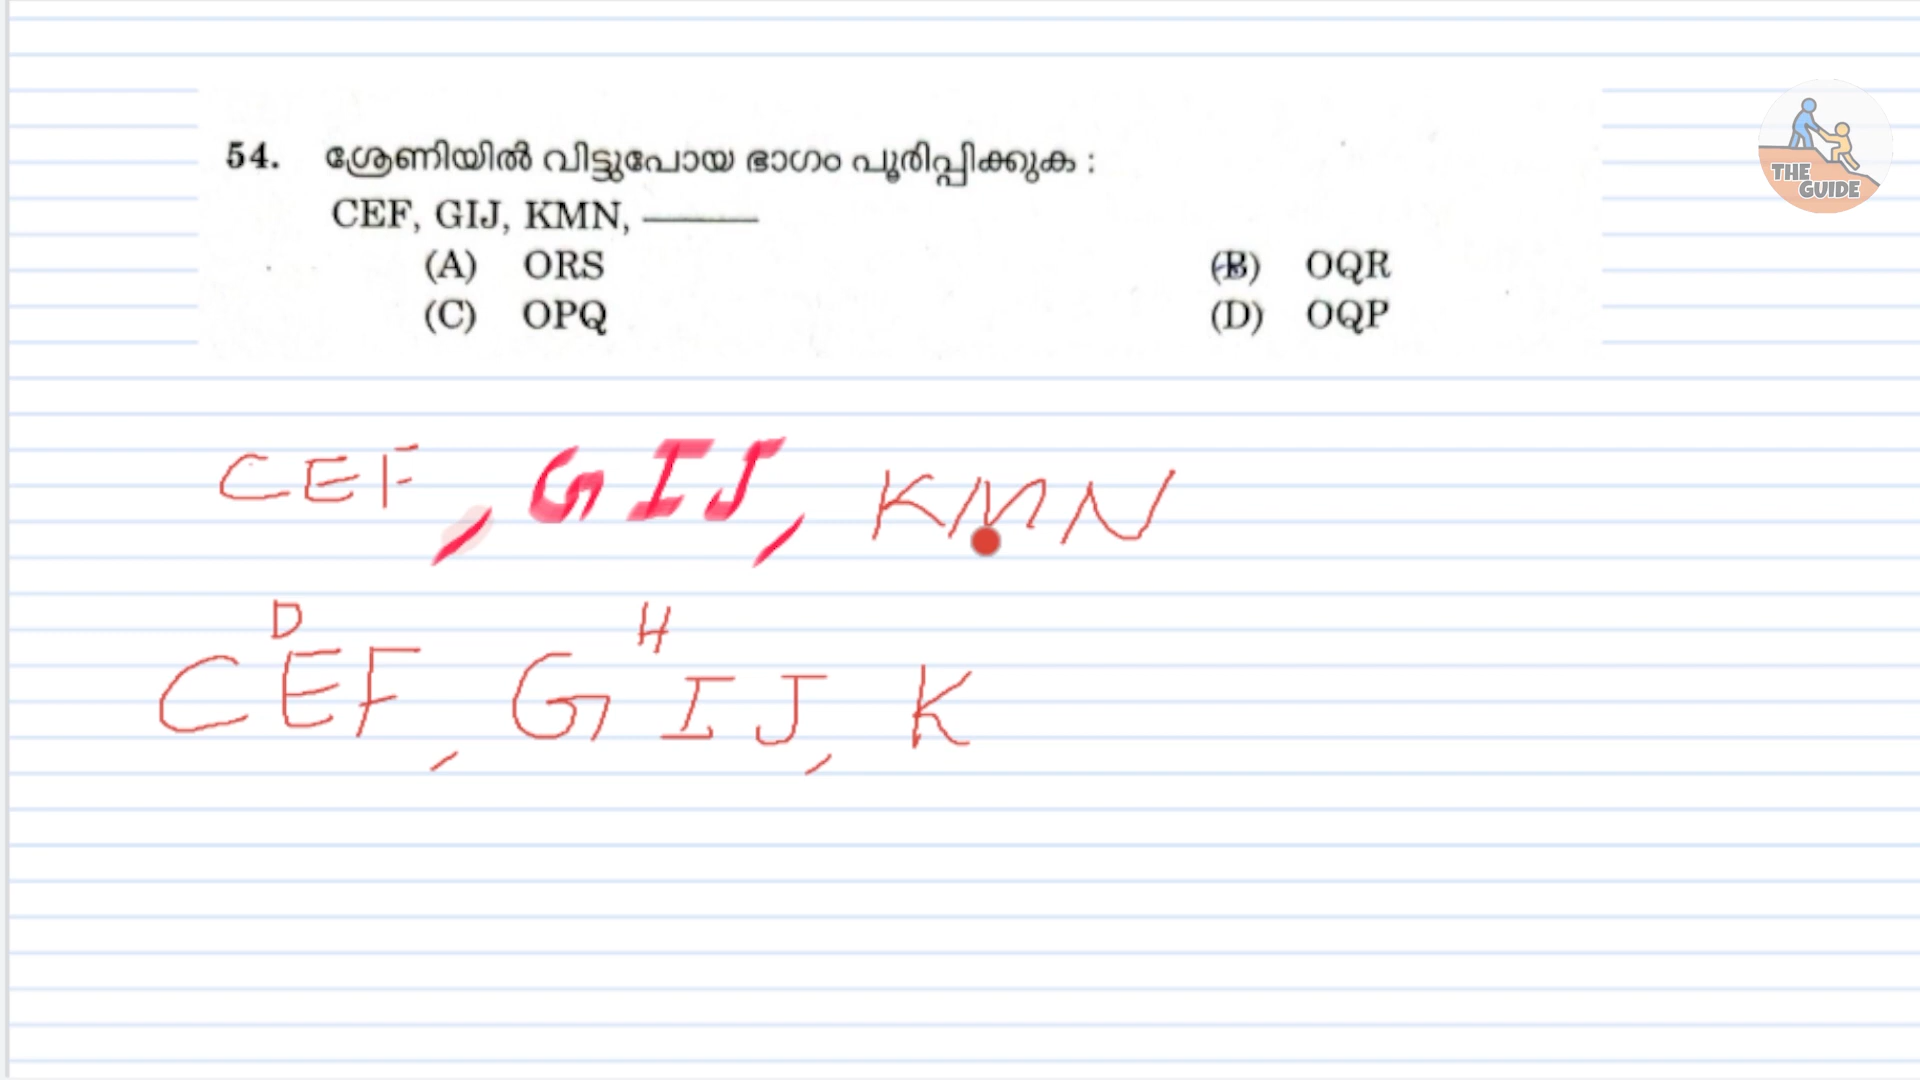 54. ശ്രേണിയിൽ വിട്ടുപോയ ഭാഗം പൂരിപ്പിക്കുക :
CEF, GIJ, KMN, ———
(A) ORS (B) OQR
(C) OPQ (D) OQP
THE GUIDE
CEF, GIJ, KMN
D H
CEF, GIJ, K